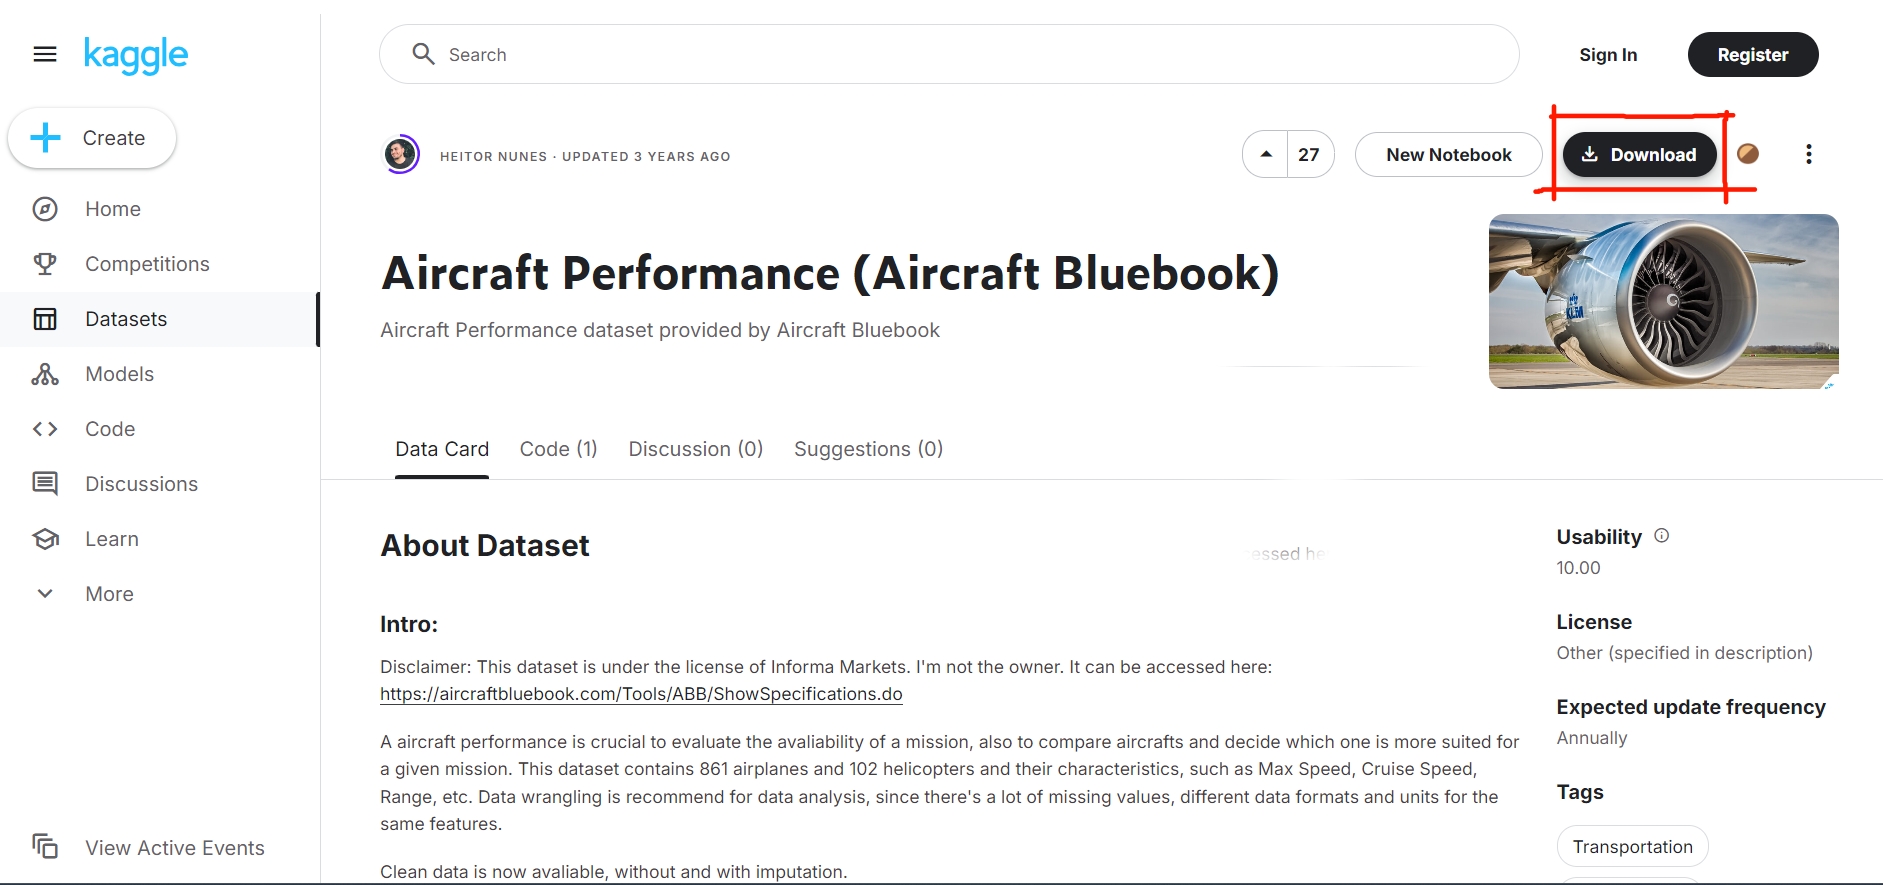 kaggle
Search
Sign In
Register
Create
HEITOR NUNES · UPDATED 3 YEARS AGO
27
New Notebook
Download
Home
Competitions
Datasets
Models
Code
Discussions
Learn
More
View Active Events
Aircraft Performance (Aircraft Bluebook)
Aircraft Performance dataset provided by Aircraft Bluebook
KLM
Data Card
Code (1)
Discussion (0)
Suggestions (0)
About Dataset
essed he
Intro:
Disclaimer: This dataset is under the license of Informa Markets. I'm not the owner. It can be accessed here:
https://aircraftbluebook.com/Tools/ABB/ShowSpecifications.do
A aircraft performance is crucial to evaluate the avaliability of a mission, also to compare aircrafts and decide which one is more suited for
a given mission. This dataset contains 861 airplanes and 102 helicopters and their characteristics, such as Max Speed, Cruise Speed,
Range, etc. Data wrangling is recommend for data analysis, since there's a lot of missing values, different data formats and units for the
same features.
Clean data is now avaliable, without and with imputation.
Usability
10.00
License
Other (specified in description)
Expected update frequency
Annually
Tags
Transportation